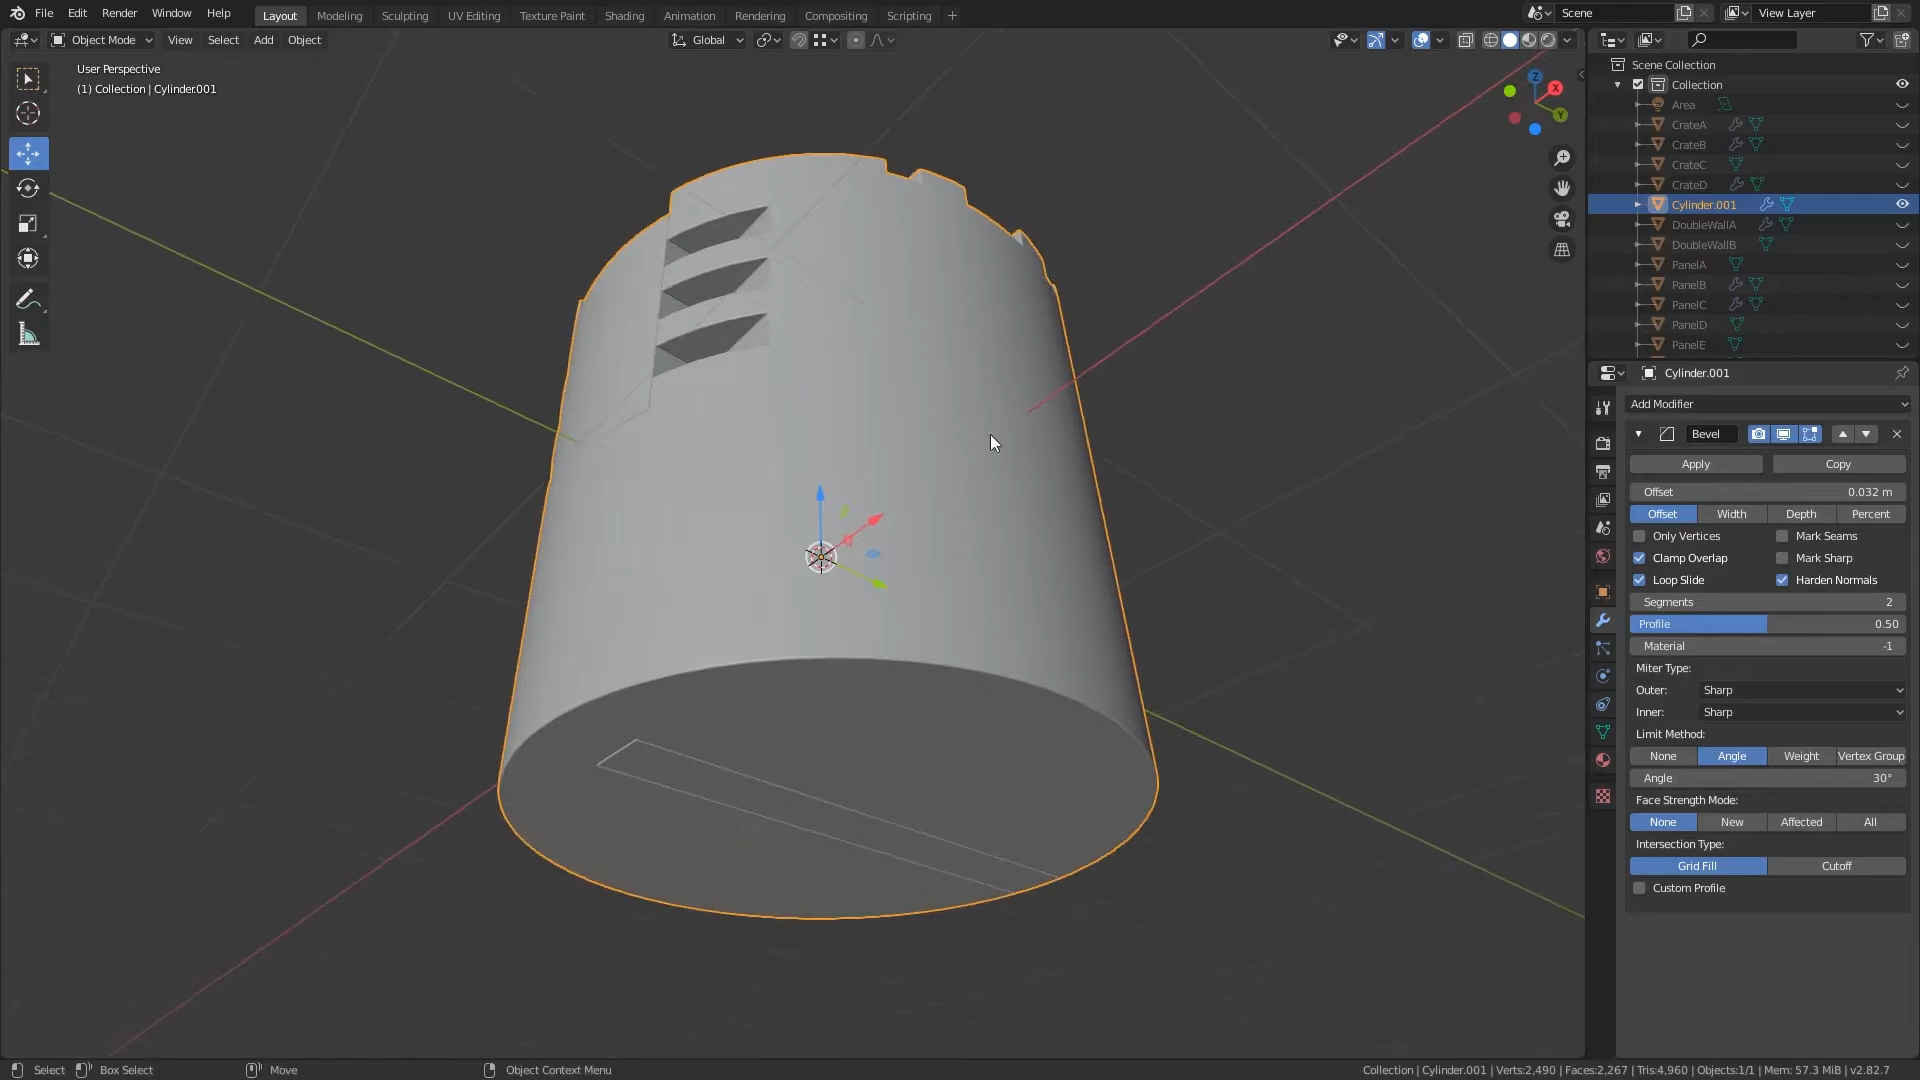 File Edit Render Window Help Layout Modeling Sculpting UV Editing Texture Paint Shading Animation Rendering Compositing Scripting + Scene View Layer
Object Mode View Select Add Object Global
User Perspective
(1) Collection | Cylinder.001
Z
X
Y
Scene Collection
Collection
Area
CrateA
CrateB
CrateC
CrateD
Cylinder.001
DoubleWallA
DoubleWallB
PanelA
PanelB
PanelC
PanelD
PanelE
Cylinder.001
Add Modifier
Bevel
Apply Copy
Offset 0.032 m
Offset Width Depth Percent
Only Vertices Mark Seams
Clamp Overlap Mark Sharp
Loop Slide Harden Normals
Segments 2
Profile 0.50
Material -1
Miter Type:
Outer: Sharp
Inner: Sharp
Limit Method:
None Angle Weight Vertex Group
Angle 30°
Face Strength Mode:
None New Affected All
Intersection Type:
Grid Fill Cutoff
Custom Profile
Select Box Select Move Object Context Menu Collection | Cylinder.001 | Verts:2,490 | Faces:2,267 | Tris:4,960 | Objects:1/1 | Mem: 57.3 MiB | v2.82.7